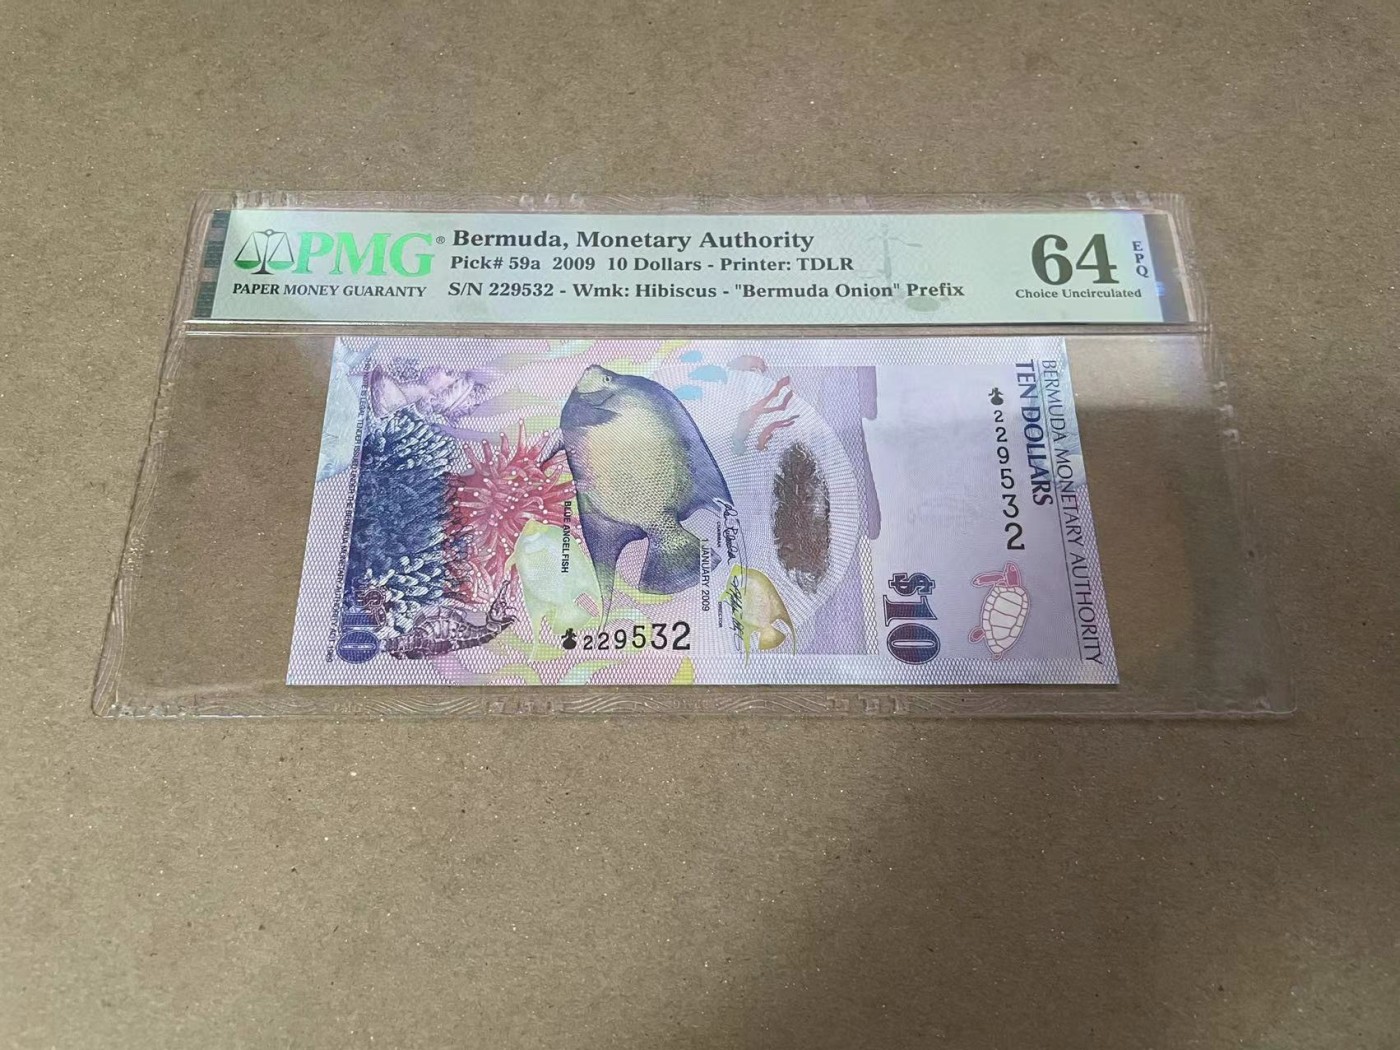 PMG®
PAPER MONEY GUARANTY
Bermuda, Monetary Authority
Pick# 59a 2009 10 Dollars - Printer: TDLR
S/N 229532 - Wmk: Hibiscus - "Bermuda Onion" Prefix
64
EPQ
Choice Uncirculated
BERMUDA MONETARY AUTHORITY
TEN DOLLARS
229532
$10
BLUE ANGELFISH
1 JANUARY 2009
CHAIRMAN
DIRECTOR
229532
$10